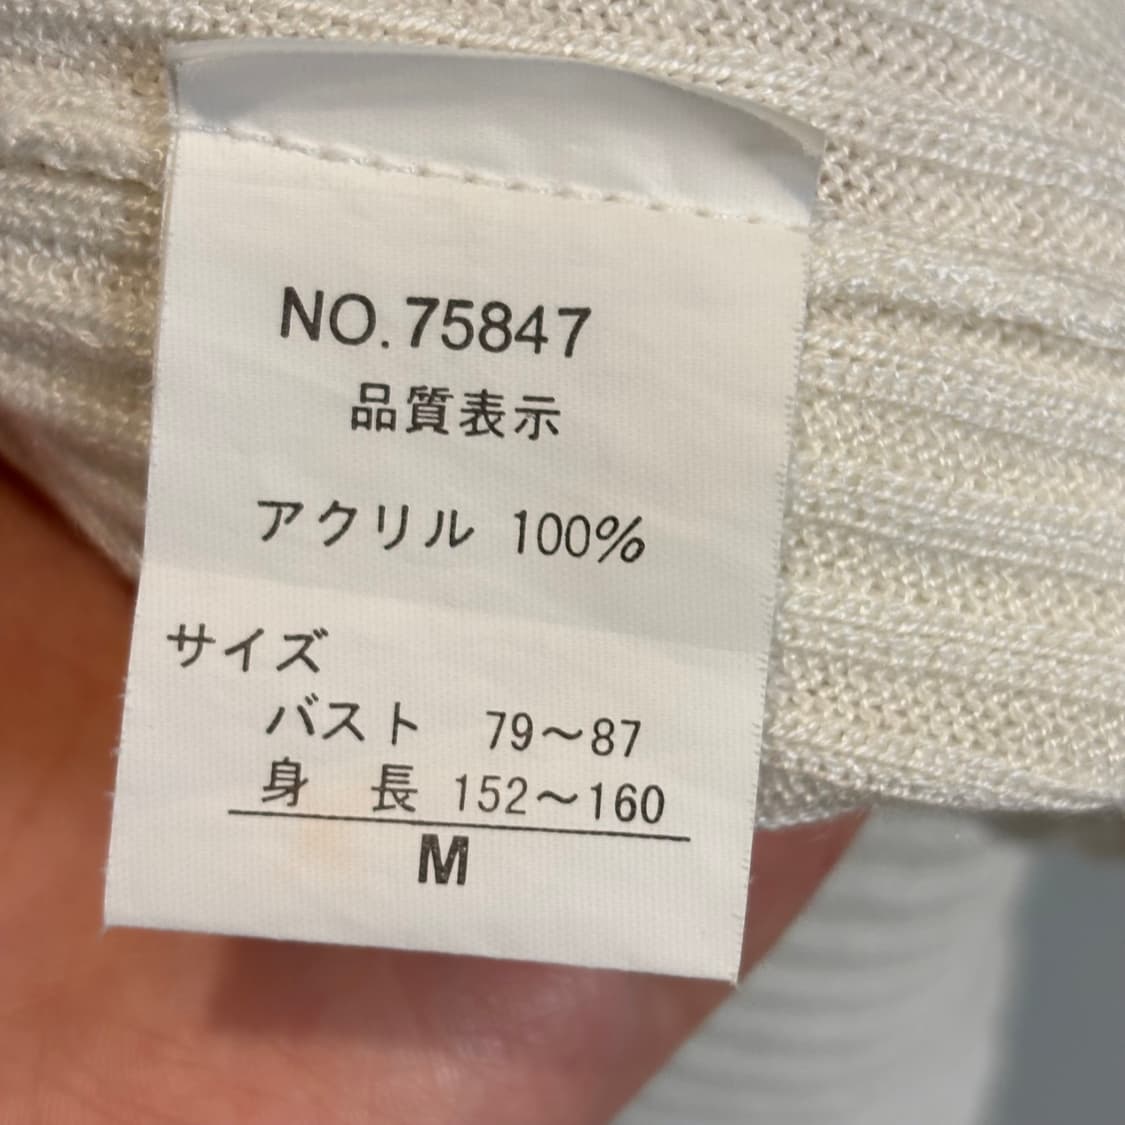 NO.75847
品質表示
アクリル 100%
サイズ
バスト 79〜87
身 長 152〜160
M